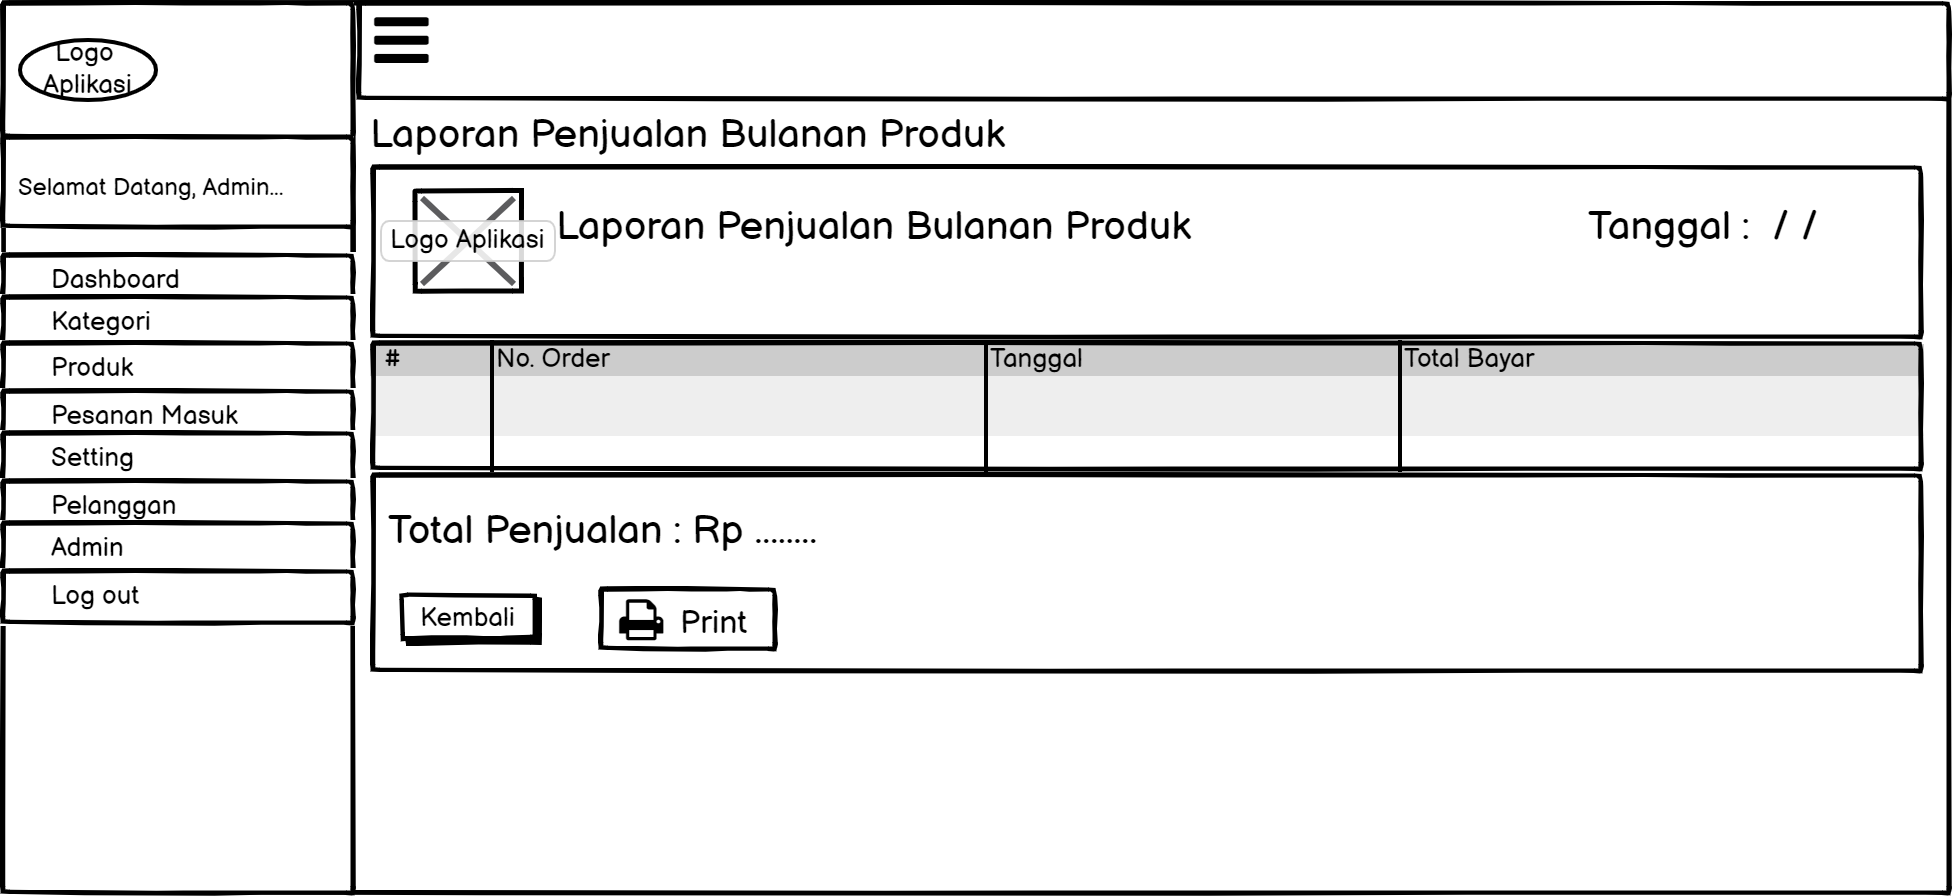 Logo
Aplikasi
Selamat Datang, Admin...
Dashboard
Kategori
Produk
Pesanan Masuk
Setting
Pelanggan
Admin
Log out
Laporan Penjualan Bulanan Produk
Logo Aplikasi
Laporan Penjualan Bulanan Produk
Tanggal : / /
# No. Order Tanggal Total Bayar
Total Penjualan : Rp ........
Kembali
Print